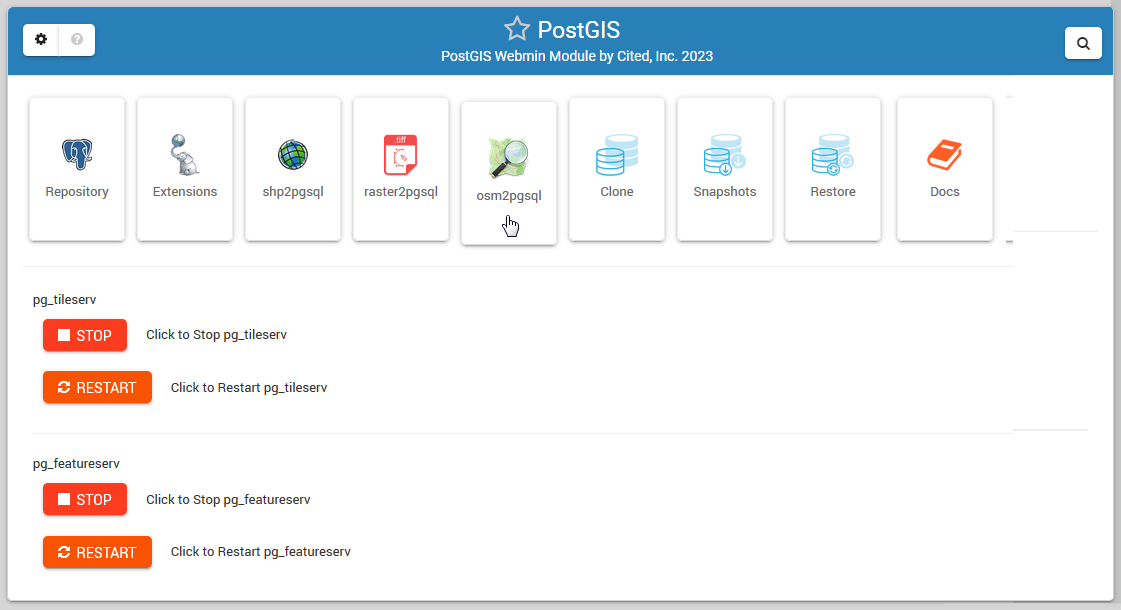 PostGIS
PostGIS Webmin Module by Cited, Inc. 2023
.tiff
Repository
Extensions
shp2pgsql
raster2pgsql
osm2pgsql
Clone
Snapshots
Restore
Docs
pg_tileserv
STOP Click to Stop pg_tileserv
RESTART Click to Restart pg_tileserv
pg_featureserv
STOP Click to Stop pg_featureserv
RESTART Click to Restart pg_featureserv